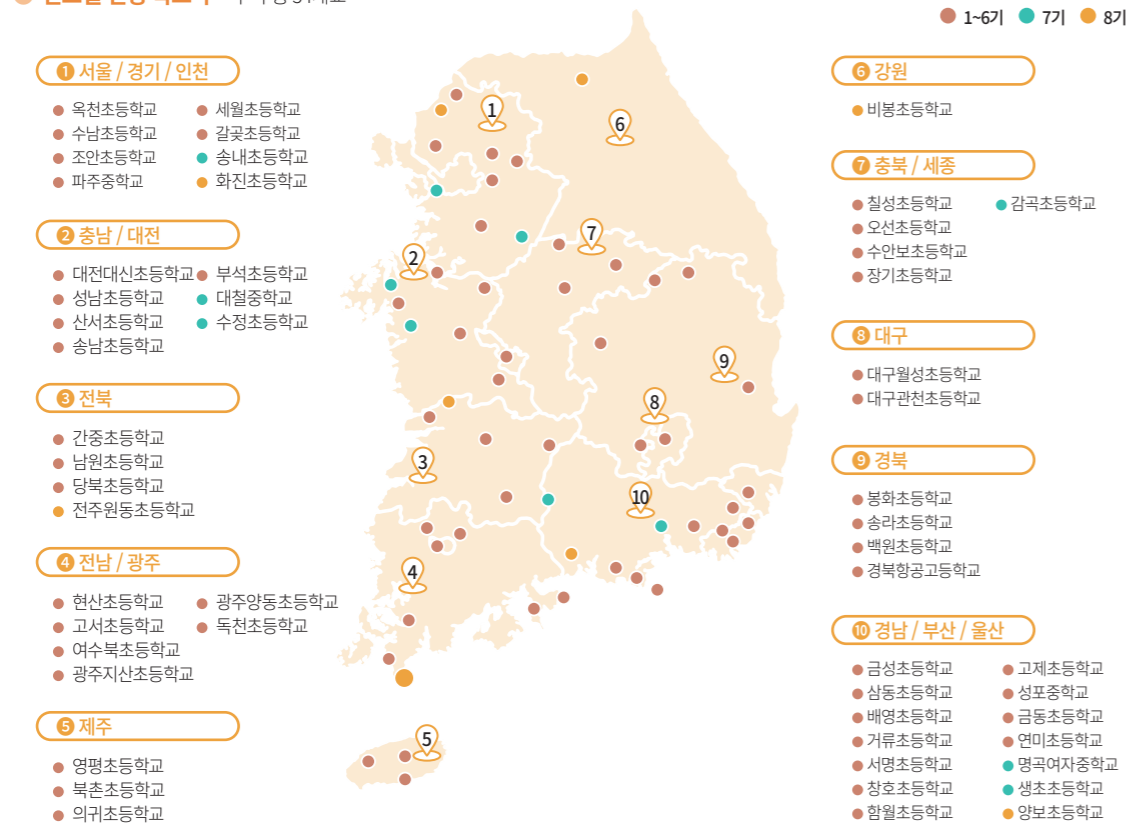 1~6기 7기 8기
❶ 서울 / 경기 / 인천
옥천초등학교 세월초등학교
수남초등학교 갈곶초등학교
조안초등학교 송내초등학교
파주중학교 화진초등학교
❷ 충남 / 대전
대전대신초등학교 부석초등학교
성남초등학교 대철중학교
산서초등학교 수정초등학교
송남초등학교
❸ 전북
간중초등학교
남원초등학교
당북초등학교
전주원동초등학교
❹ 전남 / 광주
현산초등학교 광주양동초등학교
고서초등학교 독천초등학교
여수북초등학교
광주지산초등학교
❺ 제주
영평초등학교
북촌초등학교
의귀초등학교
1
6
7
2
9
8
3
10
4
5
❻ 강원
비봉초등학교
❼ 충북 / 세종
칠성초등학교 감곡초등학교
오선초등학교
수안보초등학교
장기초등학교
❽ 대구
대구월성초등학교
대구관천초등학교
❾ 경북
봉화초등학교
송라초등학교
백원초등학교
경북항공고등학교
❿ 경남 / 부산 / 울산
금성초등학교 고제초등학교
삼동초등학교 성포중학교
배영초등학교 금동초등학교
거류초등학교 연미초등학교
서명초등학교 명곡여자중학교
창호초등학교 생초초등학교
함월초등학교 양보초등학교